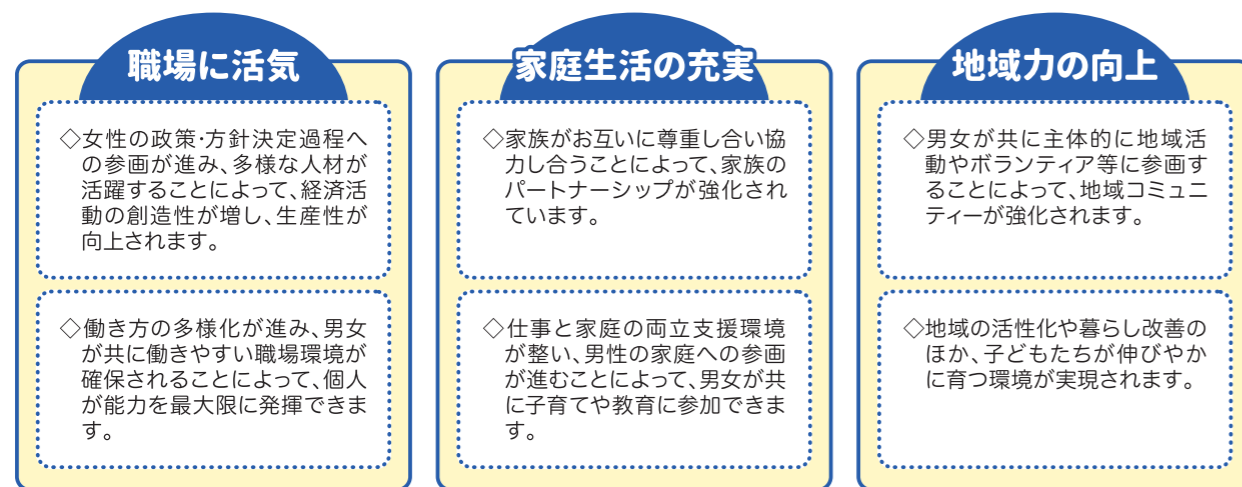 職場に活気
◇女性の政策・方針決定過程へ
の参画が進み、多様な人材が
活躍することによって、経済活
動の創造性が増し、生産性が
向上されます。
◇働き方の多様化が進み、男女
が共に働きやすい職場環境が
確保されることによって、個人
が能力を最大限に発揮できま
す。
家庭生活の充実
◇家族がお互いに尊重し合い協
力し合うことによって、家族の
パートナーシップが強化され
ています。
◇仕事と家庭の両立支援環境
が整い、男性の家庭への参画
が進むことによって、男女が共
に子育てや教育に参加できま
す。
地域力の向上
◇男女が共に主体的に地域活
動やボランティア等に参画す
ることによって、地域コミュニ
ティーが強化されます。
◇地域の活性化や暮らし改善の
ほか、子どもたちが伸びやか
に育つ環境が実現されます。